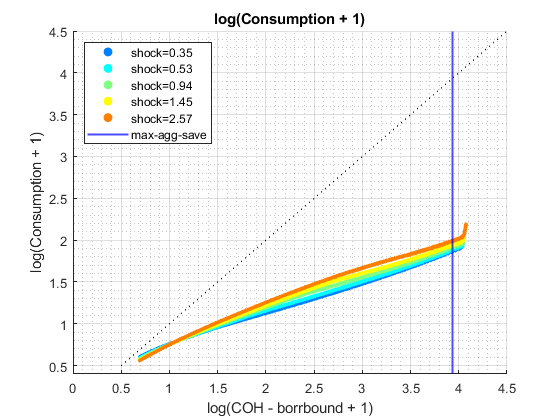 log(Consumption + 1)
4.5
4
3.5
3
2.5
2
1.5
1
0.5
log(Consumption + 1)
shock=0.35
shock=0.53
shock=0.94
shock=1.45
shock=2.57
max-agg-save
0 0.5 1 1.5 2 2.5 3 3.5 4 4.5
log(COH - borrbound + 1)